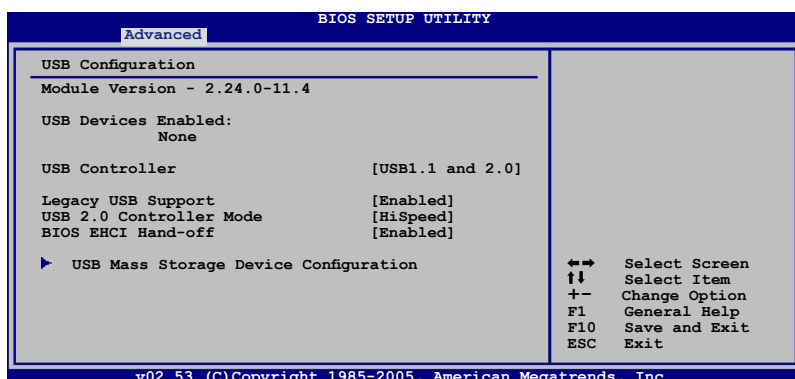 BIOS SETUP UTILITY
Advanced
USB Configuration
Module Version - 2.24.0-11.4
USB Devices Enabled:
None
USB Controller [USB1.1 and 2.0]
Legacy USB Support [Enabled]
USB 2.0 Controller Mode [HiSpeed]
BIOS EHCI Hand-off [Enabled]
USB Mass Storage Device Configuration
←→ Select Screen
↑↓ Select Item
+- Change Option
F1 General Help
F10 Save and Exit
ESC Exit
v02.53 (C)Copyright 1985-2005, American Megatrends, Inc.